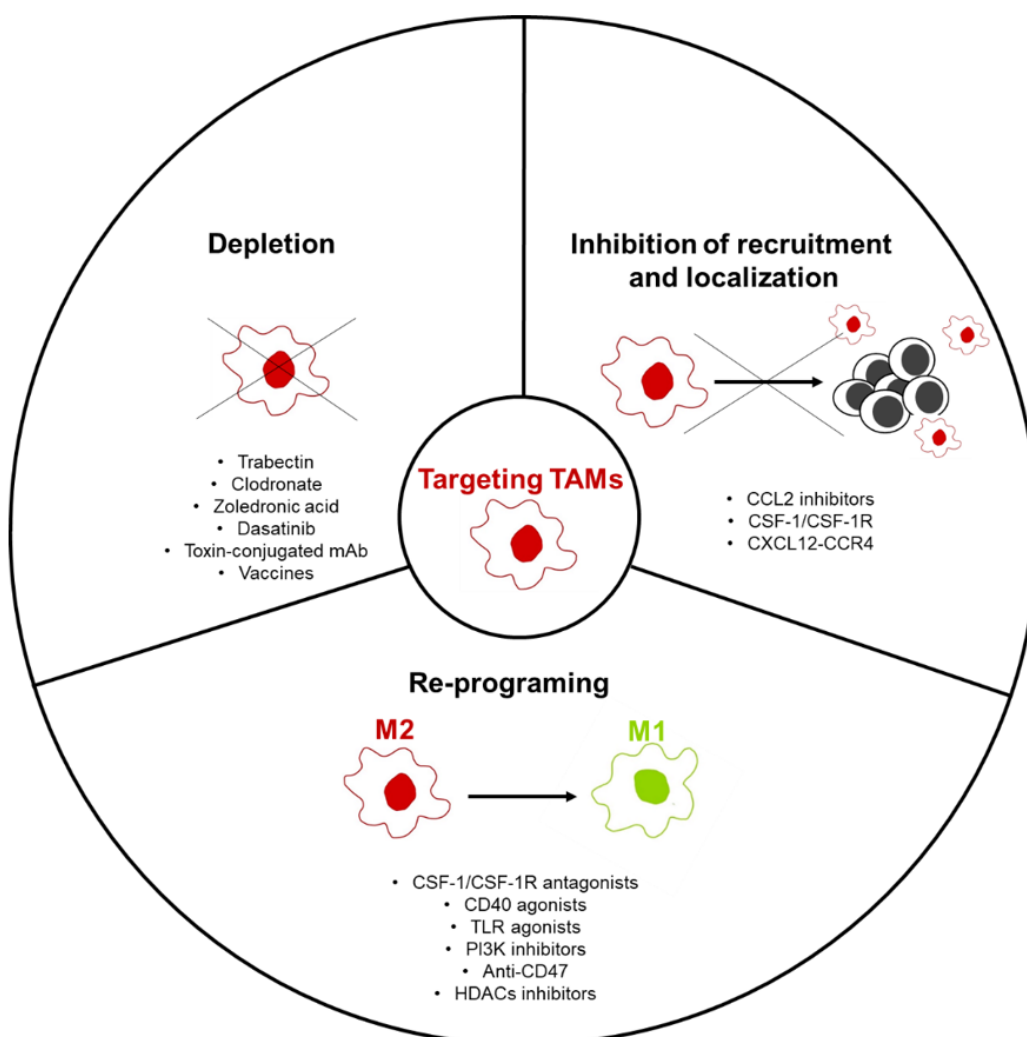 Depletion
• Trabectin
• Clodronate
• Zoledronic acid
• Dasatinib
• Toxin-conjugated mAb
• Vaccines
Inhibition of recruitment
and localization
• CCL2 inhibitors
• CSF-1/CSF-1R
• CXCL12-CCR4
Targeting TAMs
Re-programing
M2
M1
• CSF-1/CSF-1R antagonists
• CD40 agonists
• TLR agonists
• PI3K inhibitors
• Anti-CD47
• HDACs inhibitors